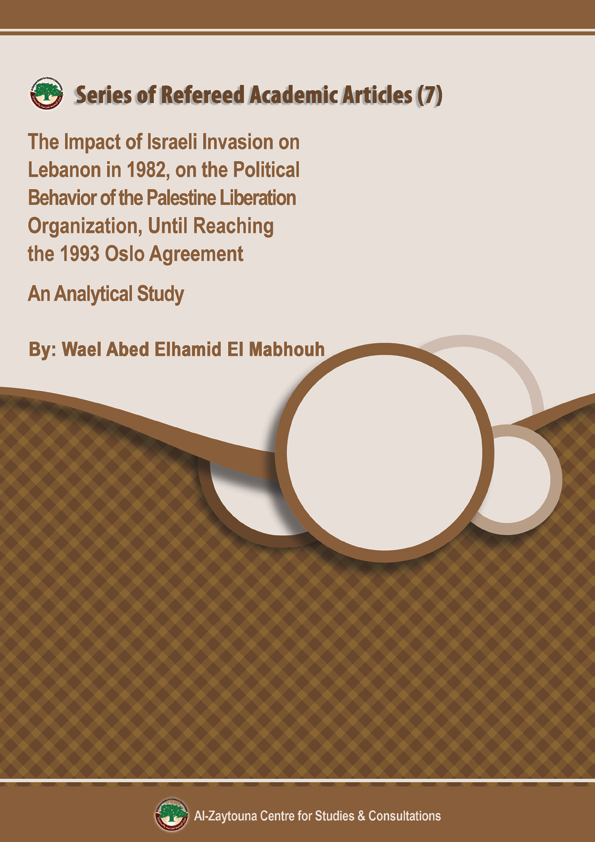 Series of Refereed Academic Articles (7)
The Impact of Israeli Invasion on
Lebanon in 1982, on the Political
Behavior of the Palestine Liberation
Organization, Until Reaching
the 1993 Oslo Agreement
An Analytical Study
By: Wael Abed Elhamid El Mabhouh
Al-Zaytouna Centre for Studies & Consultations